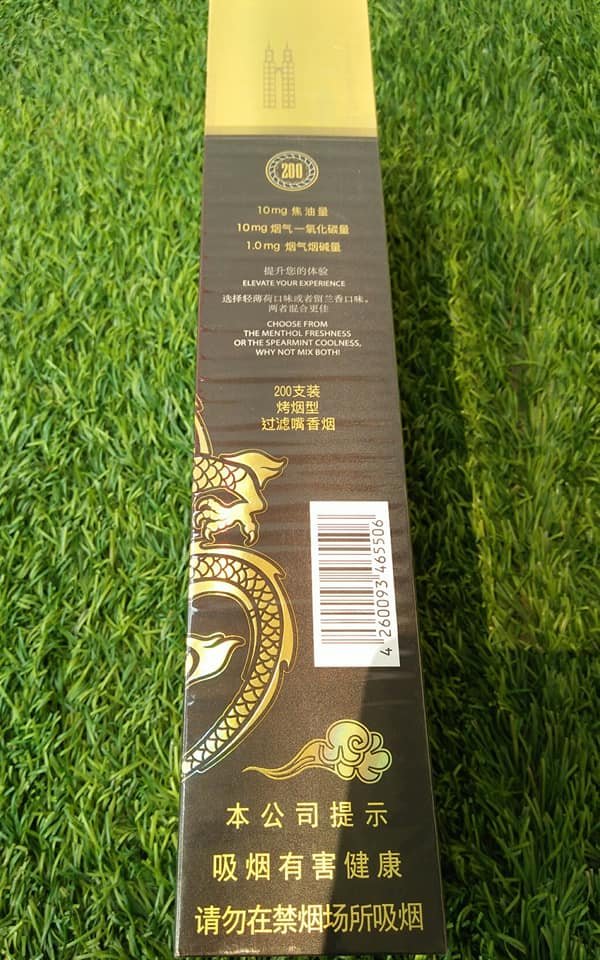 200
10mg 焦油量
10mg 烟气一氧化碳量
1.0mg 烟气烟碱量
提升您的体验
ELEVATE YOUR EXPERIENCE
选择轻薄荷口味或者留兰香口味。
两者混合更佳
CHOOSE FROM
THE MENTHOL FRESHNESS
OR THE SPEARMINT COOLNESS,
WHY NOT MIX BOTH!
200支装
烤烟型
过滤嘴香烟
4 260093 465506
本公司提示
吸烟有害健康
请勿在禁烟场所吸烟